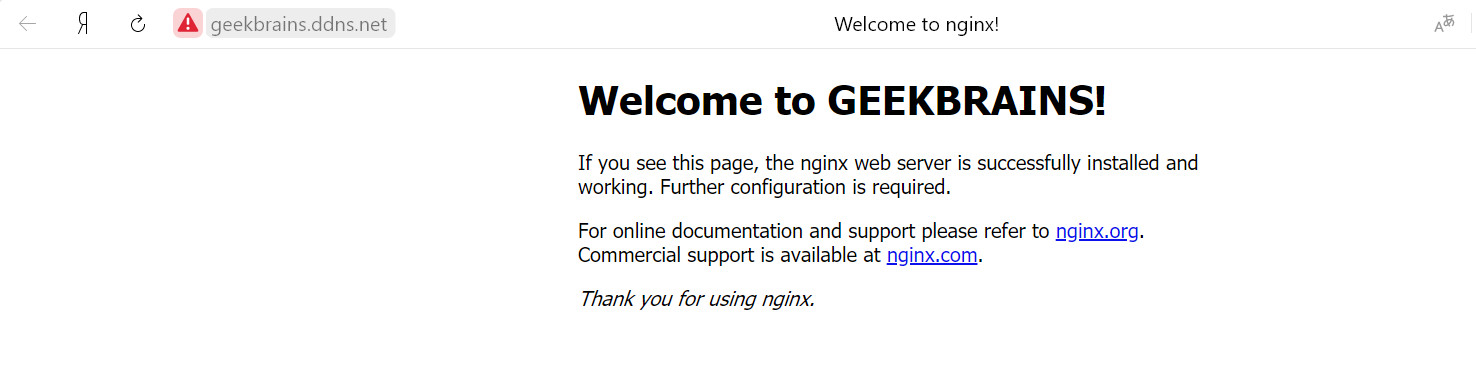 Я geekbrains.ddns.net Welcome to nginx! Aあ
Welcome to GEEKBRAINS!
If you see this page, the nginx web server is successfully installed and
working. Further configuration is required.
For online documentation and support please refer to nginx.org.
Commercial support is available at nginx.com.
Thank you for using nginx.